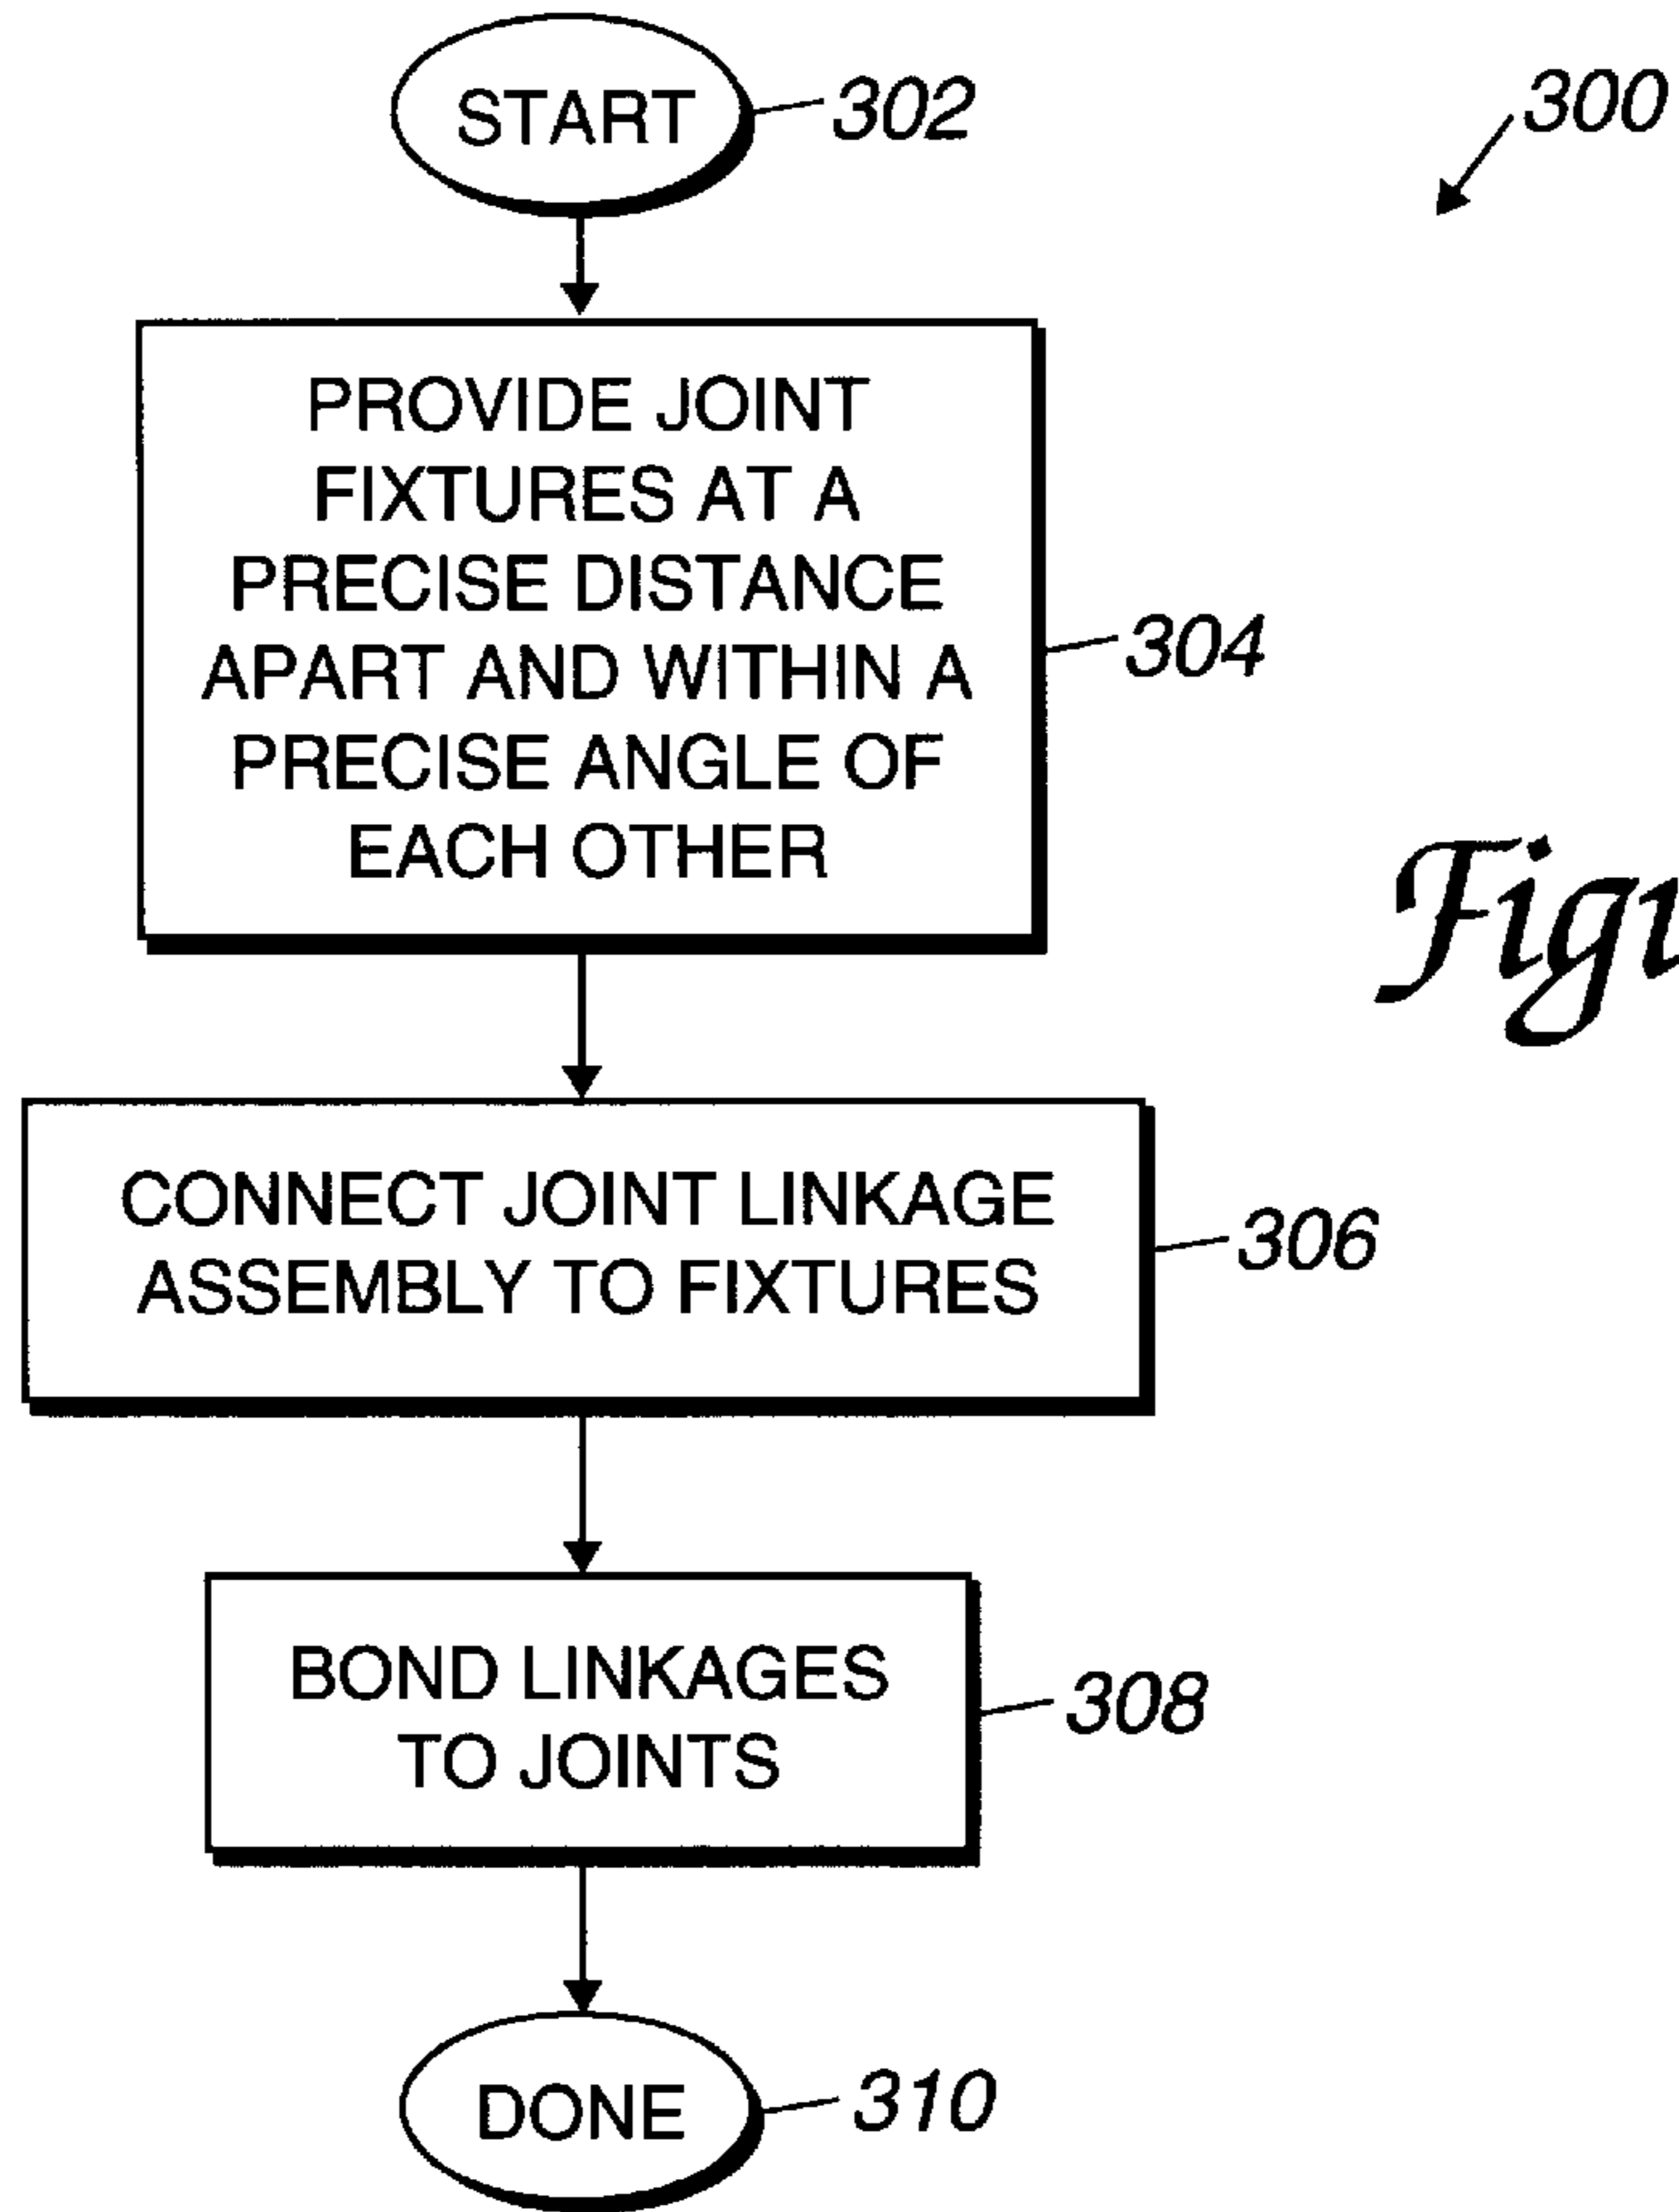 START
302
300
PROVIDE JOINT
FIXTURES AT A
PRECISE DISTANCE
APART AND WITHIN A
PRECISE ANGLE OF
EACH OTHER
304
CONNECT JOINT LINKAGE
ASSEMBLY TO FIXTURES
306
BOND LINKAGES
TO JOINTS
308
DONE
310